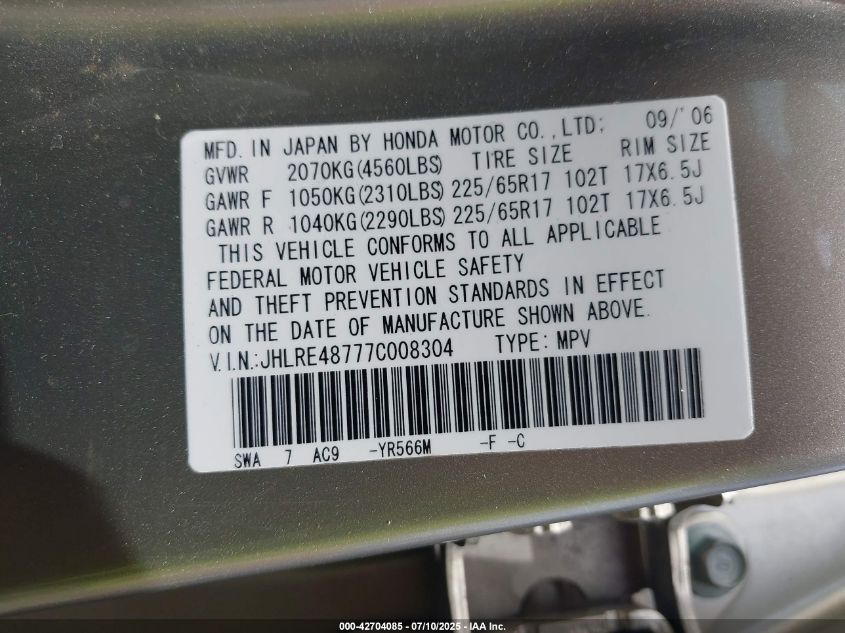 MFD. IN JAPAN BY HONDA MOTOR CO.,LTD: 09/'06
GVWR 2070KG(4560LBS) TIRE SIZE RIM SIZE
GAWR F 1050KG(2310LBS) 225/65R17 102T 17X6.5J
GAWR R 1040KG(2290LBS) 225/65R17 102T 17X6.5J
THIS VEHICLE CONFORMS TO ALL APPLICABLE
FEDERAL MOTOR VEHICLE SAFETY
AND THEFT PREVENTION STANDARDS IN EFFECT
ON THE DATE OF MANUFACTURE SHOWN ABOVE.
V.I.N.:JHLRE48777C008304 TYPE: MPV
SWA 7 AC9 -YR566M -F -C
000-42704085 - 07/10/2025 - IAA Inc.